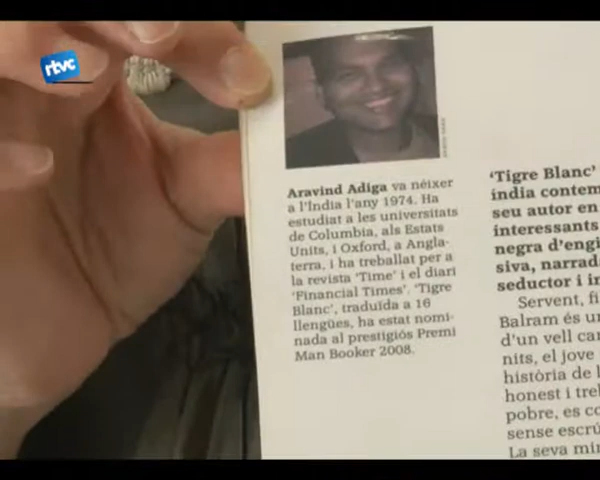 rtvc
Aravind Adiga va néixer
a l'Índia l'any 1974. Ha
estudiat a les universitats
de Columbia, als Estats
Units, i Oxford, a Angla-
terra, i ha treballat per a
la revista 'Time' i el diari
'Financial Times'. 'Tigre
Blanc', traduïda a 16
llengües, ha estat nomi-
nada al prestigiós Premi
Man Booker 2008.
'Tigre Blanc'
índia contem
seu autor en
interessants
negra d'engi
siva, narrad
seductor i i
Servent, fi
Balram és un
d'un vell car
nits, el jove
història de l
honest i tre
pobre, es co
sense escrú
La seva mi